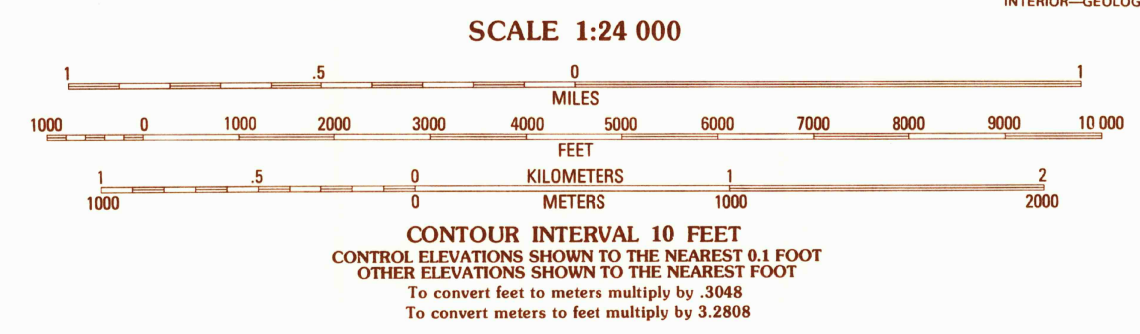 INTERIOR—GEOLOG
SCALE 1:24 000
1 .5 0 1
MILES
1000 0 1000 2000 3000 4000 5000 6000 7000 8000 9000 10 000
FEET
1 .5 0 KILOMETERS 1 2
1000 0 METERS 1000 2000
CONTOUR INTERVAL 10 FEET
CONTROL ELEVATIONS SHOWN TO THE NEAREST 0.1 FOOT
OTHER ELEVATIONS SHOWN TO THE NEAREST FOOT
To convert feet to meters multiply by .3048
To convert meters to feet multiply by 3.2808